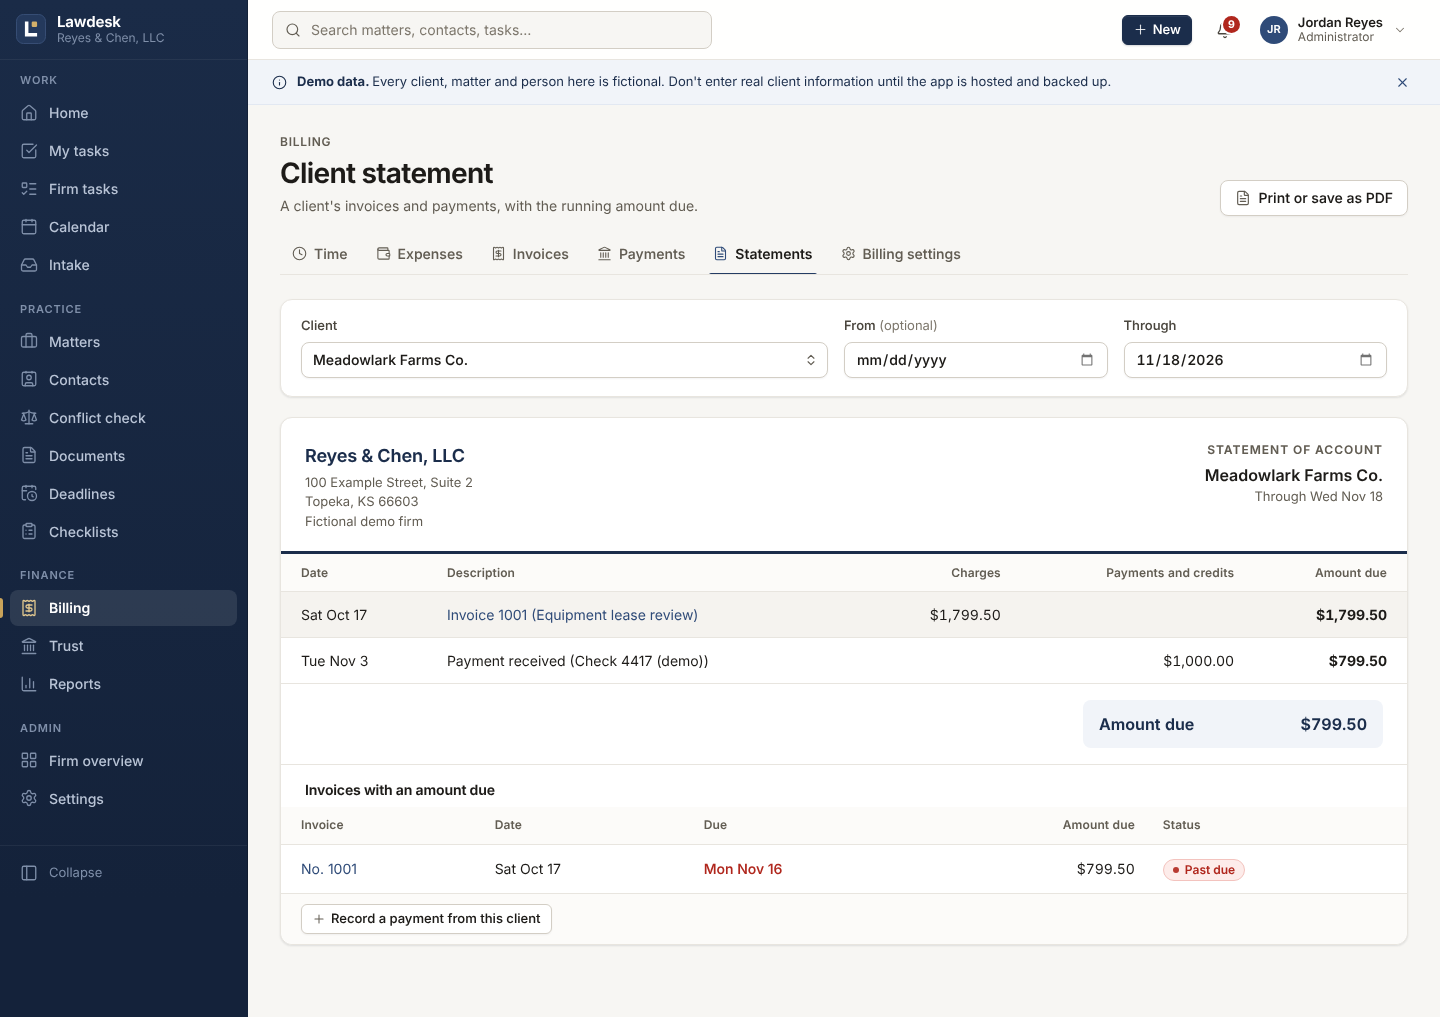 Lawdesk
Reyes & Chen, LLC
WORK
Home
My tasks
Firm tasks
Calendar
Intake
PRACTICE
Matters
Contacts
Conflict check
Documents
Deadlines
Checklists
FINANCE
Billing
Trust
Reports
ADMIN
Firm overview
Settings
Collapse
Search matters, contacts, tasks...
New
9
JR
Jordan Reyes
Administrator
Demo data. Every client, matter and person here is fictional. Don't enter real client information until the app is hosted and backed up.
BILLING
Client statement
A client's invoices and payments, with the running amount due.
Print or save as PDF
Time Expenses Invoices Payments Statements Billing settings
Client From (optional) Through
Meadowlark Farms Co. mm/dd/yyyy 11/18/2026
Reyes & Chen, LLC
100 Example Street, Suite 2
Topeka, KS 66603
Fictional demo firm
STATEMENT OF ACCOUNT
Meadowlark Farms Co.
Through Wed Nov 18
Date Description Charges Payments and credits Amount due
Sat Oct 17 Invoice 1001 (Equipment lease review) $1,799.50 $1,799.50
Tue Nov 3 Payment received (Check 4417 (demo)) $1,000.00 $799.50
Amount due $799.50
Invoices with an amount due
Invoice Date Due Amount due Status
No. 1001 Sat Oct 17 Mon Nov 16 $799.50 Past due
Record a payment from this client